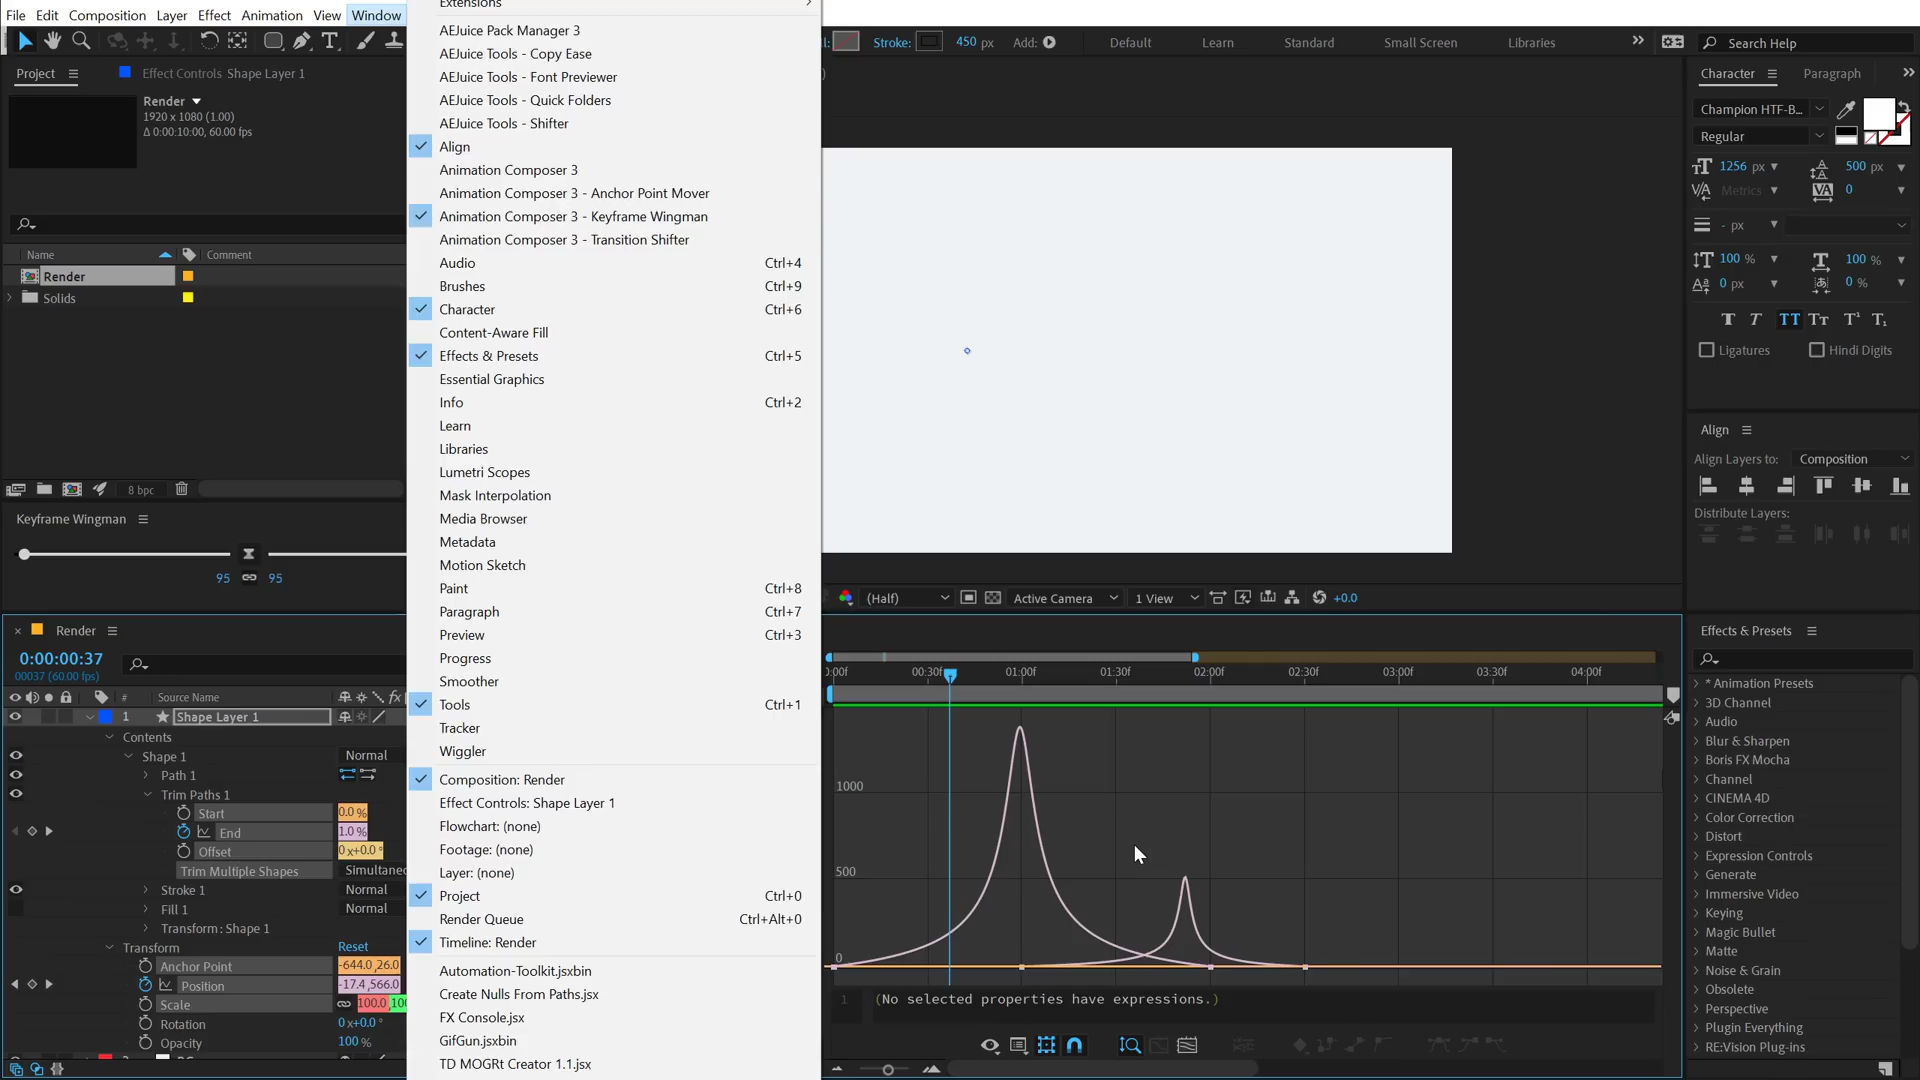 File Edit Composition Layer Effect Animation View Window
Extensions
AEJuice Pack Manager 3
AEJuice Tools - Copy Ease
AEJuice Tools - Font Previewer
AEJuice Tools - Quick Folders
AEJuice Tools - Shifter
Align
Animation Composer 3
Animation Composer 3 - Anchor Point Mover
Animation Composer 3 - Keyframe Wingman
Animation Composer 3 - Transition Shifter
Audio Ctrl+4
Brushes Ctrl+9
Character Ctrl+6
Content-Aware Fill
Effects & Presets Ctrl+5
Essential Graphics
Info Ctrl+2
Learn
Libraries
Lumetri Scopes
Mask Interpolation
Media Browser
Metadata
Motion Sketch
Paint Ctrl+8
Paragraph Ctrl+7
Preview Ctrl+3
Progress
Smoother
Tools Ctrl+1
Tracker
Wiggler
Composition: Render
Effect Controls: Shape Layer 1
Flowchart: (none)
Footage: (none)
Layer: (none)
Project Ctrl+0
Render Queue Ctrl+Alt+0
Timeline: Render
Automation-Toolkit.jsxbin
Create Nulls From Paths.jsx
FX Console.jsx
GifGun.jsxbin
TD MOGRt Creator 1.1.jsx
Stroke: 450 px Add: Default Learn Standard Small Screen Libraries Search Help
Project Effect Controls Shape Layer 1
Render
1920 x 1080 (1.00)
Δ 0:00:10:00, 60.00 fps
Name Comment
Render
Solids
8 bpc
Keyframe Wingman
95 95
Render
0:00:00:37
00037 (60.00 fps)
# Source Name fx
1 Shape Layer 1
Contents
Shape 1 Normal
Path 1
Trim Paths 1
Start 0.0 %
End 1.0 %
Offset 0x+0.0°
Trim Multiple Shapes Simultaneo
Stroke 1 Normal
Fill 1 Normal
Transform: Shape 1
Transform Reset
Anchor Point -644.0,26.0
Position -17.4,566.0
Scale 100.0,100
Rotation 0x+0.0°
Opacity 100 %
(Half) Active Camera 1 View +0.0
:00f 00:30f 01:00f 01:30f 02:00f 02:30f 03:00f 03:30f 04:00f
1000
500
0
1 (No selected properties have expressions.)
Character Paragraph
Champion HTF-B...
Regular
1256 px 500 px
Metrics 0
- px
100 % 100 %
0 px 0 %
T T TT Tт T¹ T₁
Ligatures Hindi Digits
Align
Align Layers to: Composition
Distribute Layers:
Effects & Presets
* Animation Presets
3D Channel
Audio
Blur & Sharpen
Boris FX Mocha
Channel
CINEMA 4D
Color Correction
Distort
Expression Controls
Generate
Immersive Video
Keying
Magic Bullet
Matte
Noise & Grain
Obsolete
Perspective
Plugin Everything
RE:Vision Plug-ins